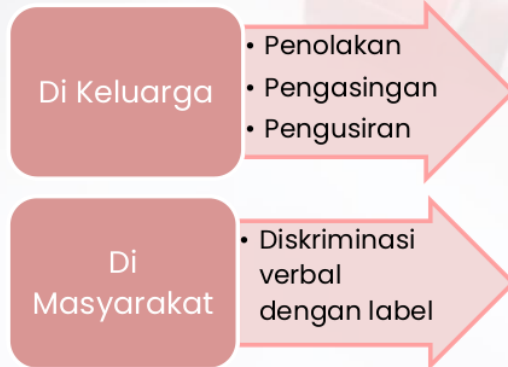 Di Keluarga
• Penolakan
• Pengasingan
• Pengusiran
Di
Masyarakat
• Diskriminasi
verbal
dengan label